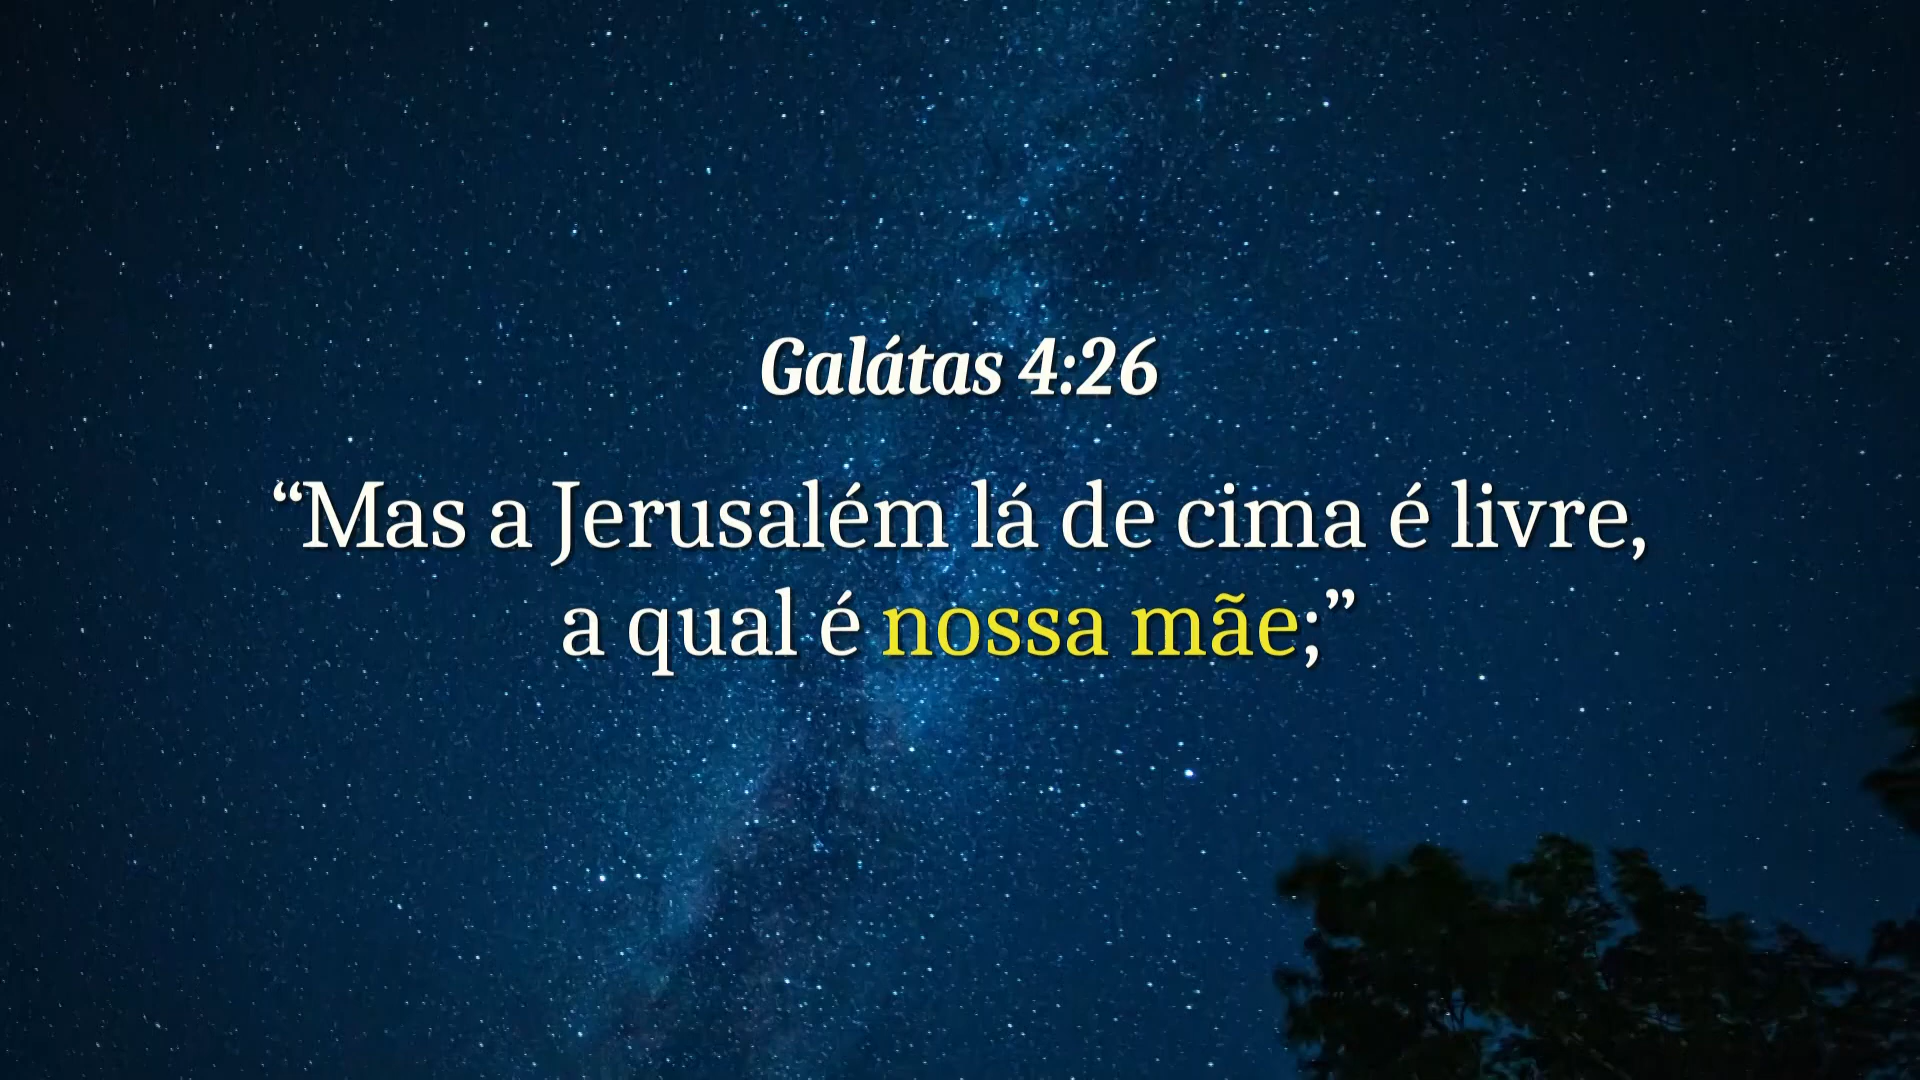 Galátas 4:26
“Mas a Jerusalém lá de cima é livre,
a qual é nossa mãe;”